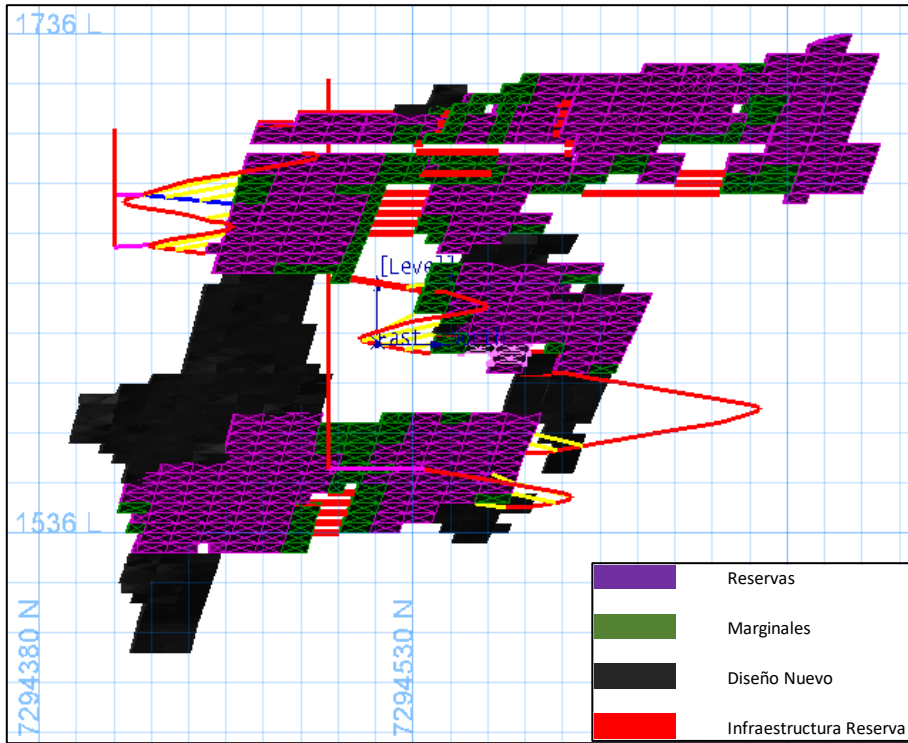 1736 L
[Level]
East
1536 L
7294380 N
7294530 N
Reservas
Marginales
Diseño Nuevo
Infraestructura Reserva